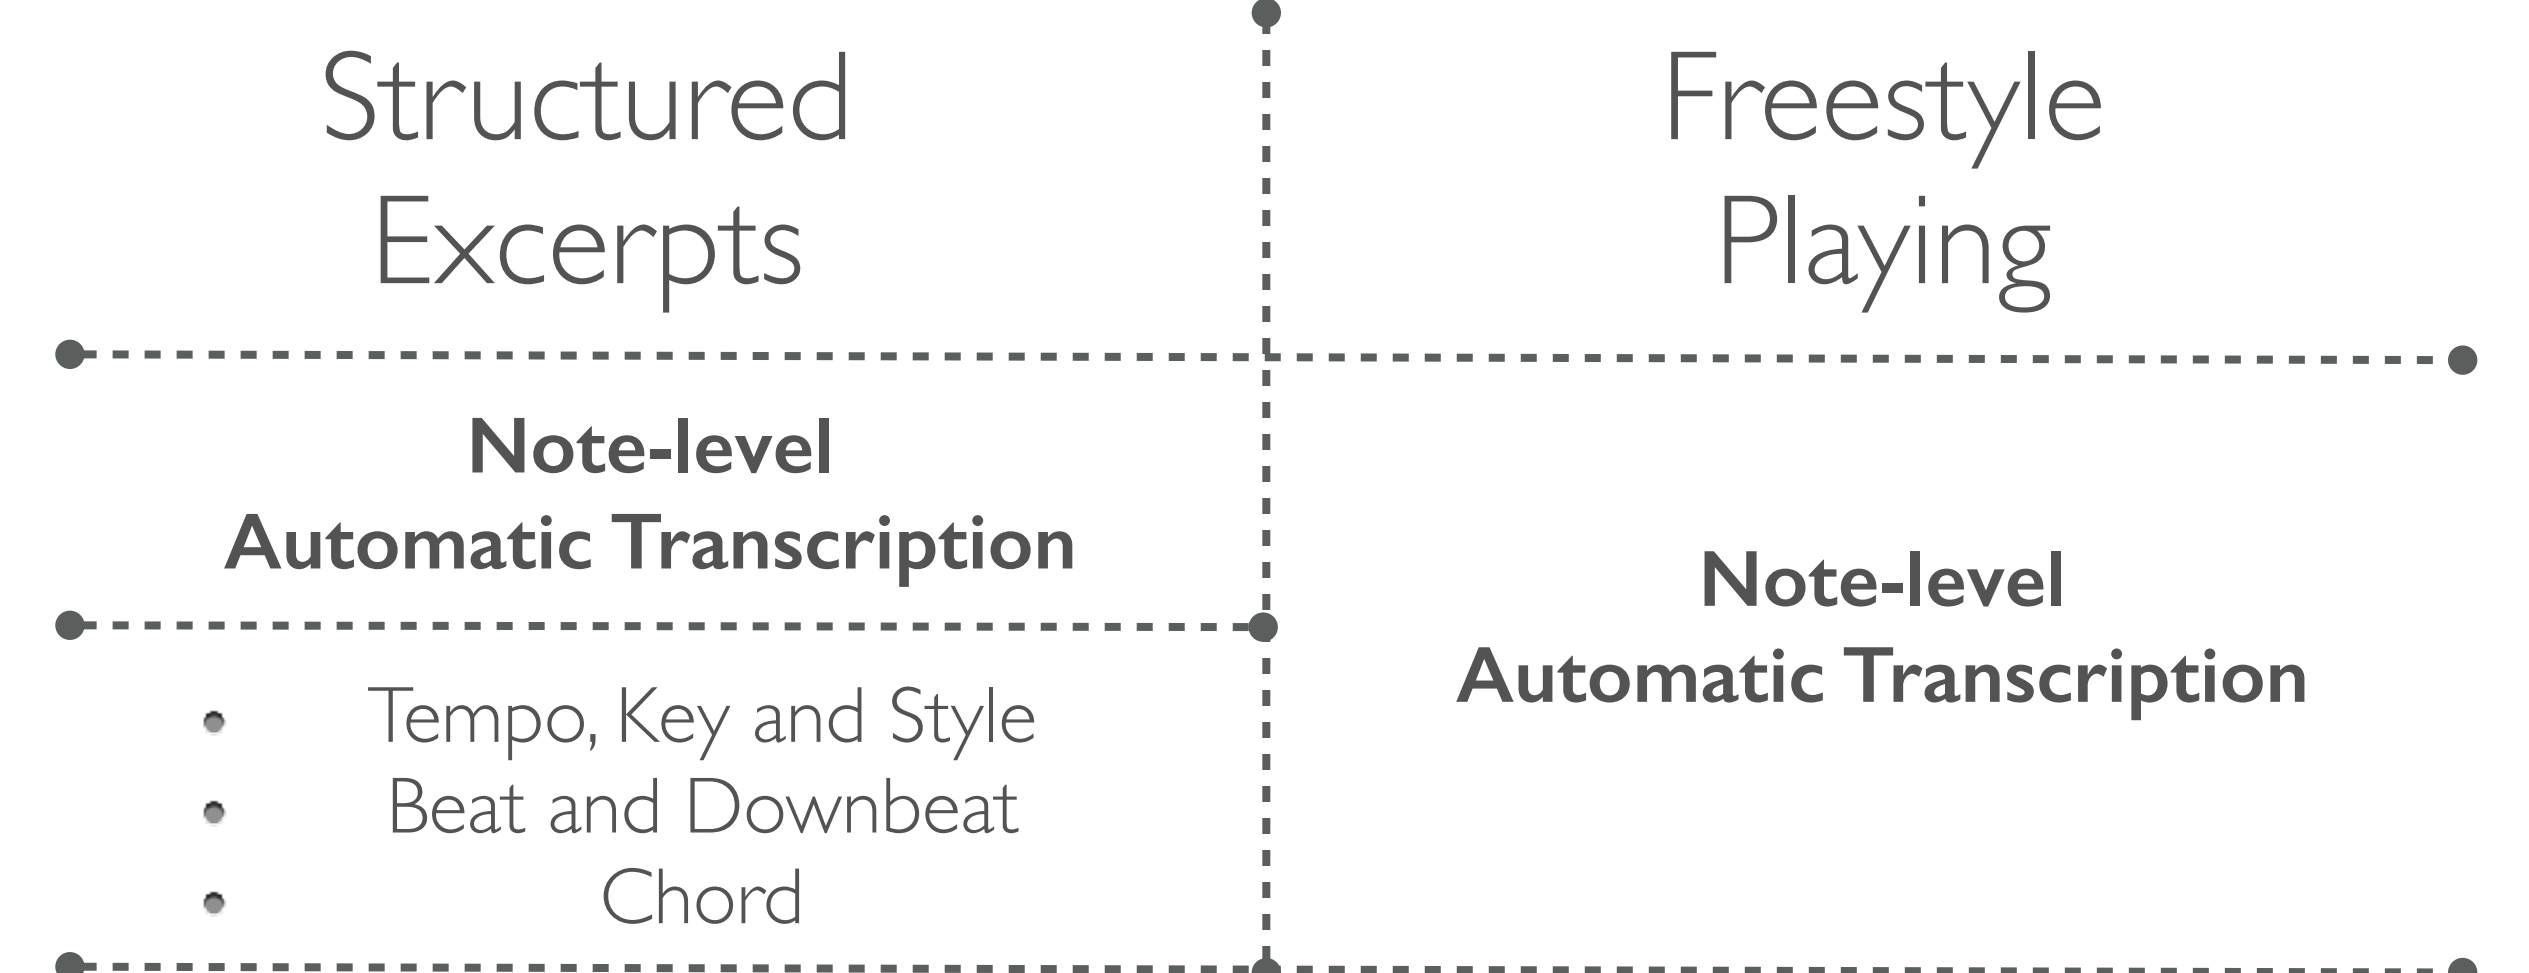 Structured
Excerpts
Freestyle
Playing
Note-level
Automatic Transcription
• Tempo, Key and Style
• Beat and Downbeat
• Chord
Note-level
Automatic Transcription